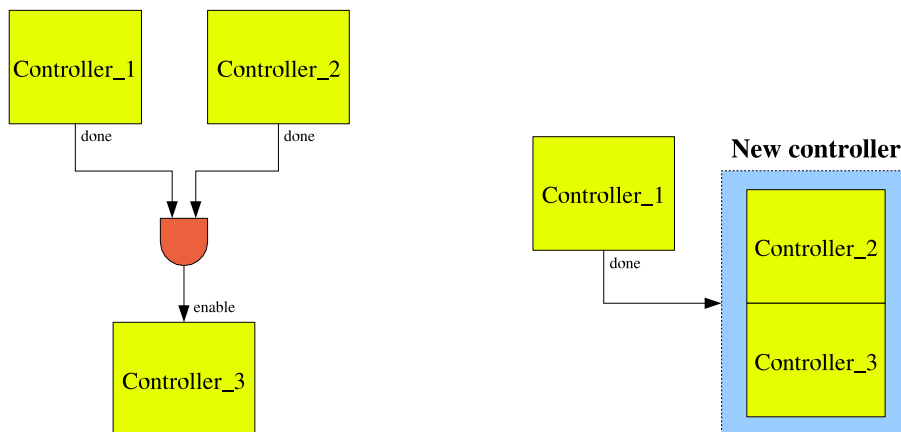 Controller_1
Controller_2
done
done
enable
Controller_3
New controller
Controller_1
done
Controller_2
Controller_3